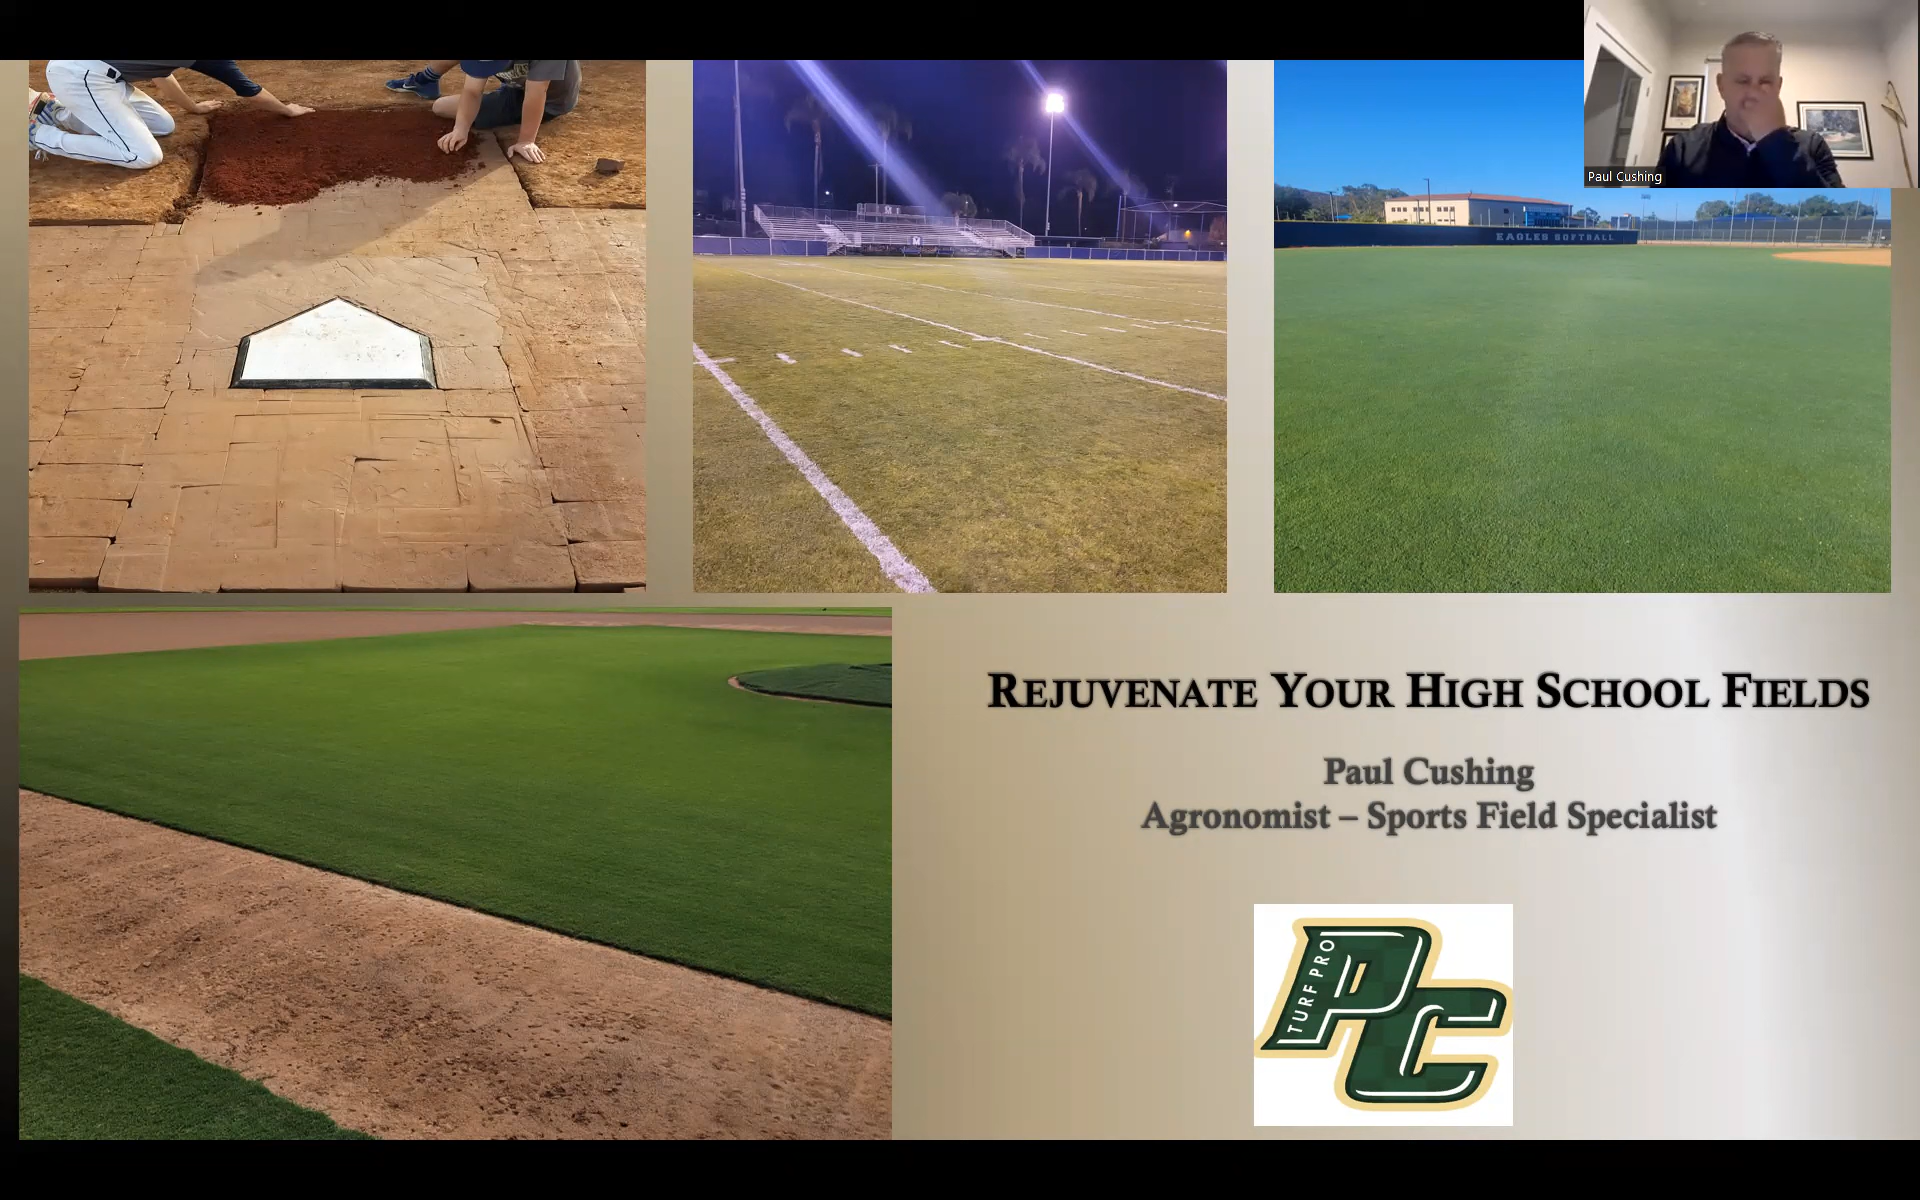 Paul Cushing
EAGLES SOFTBALL
REJUVENATE YOUR HIGH SCHOOL FIELDS
Paul Cushing
Agronomist – Sports Field Specialist
TURF PRO
PC